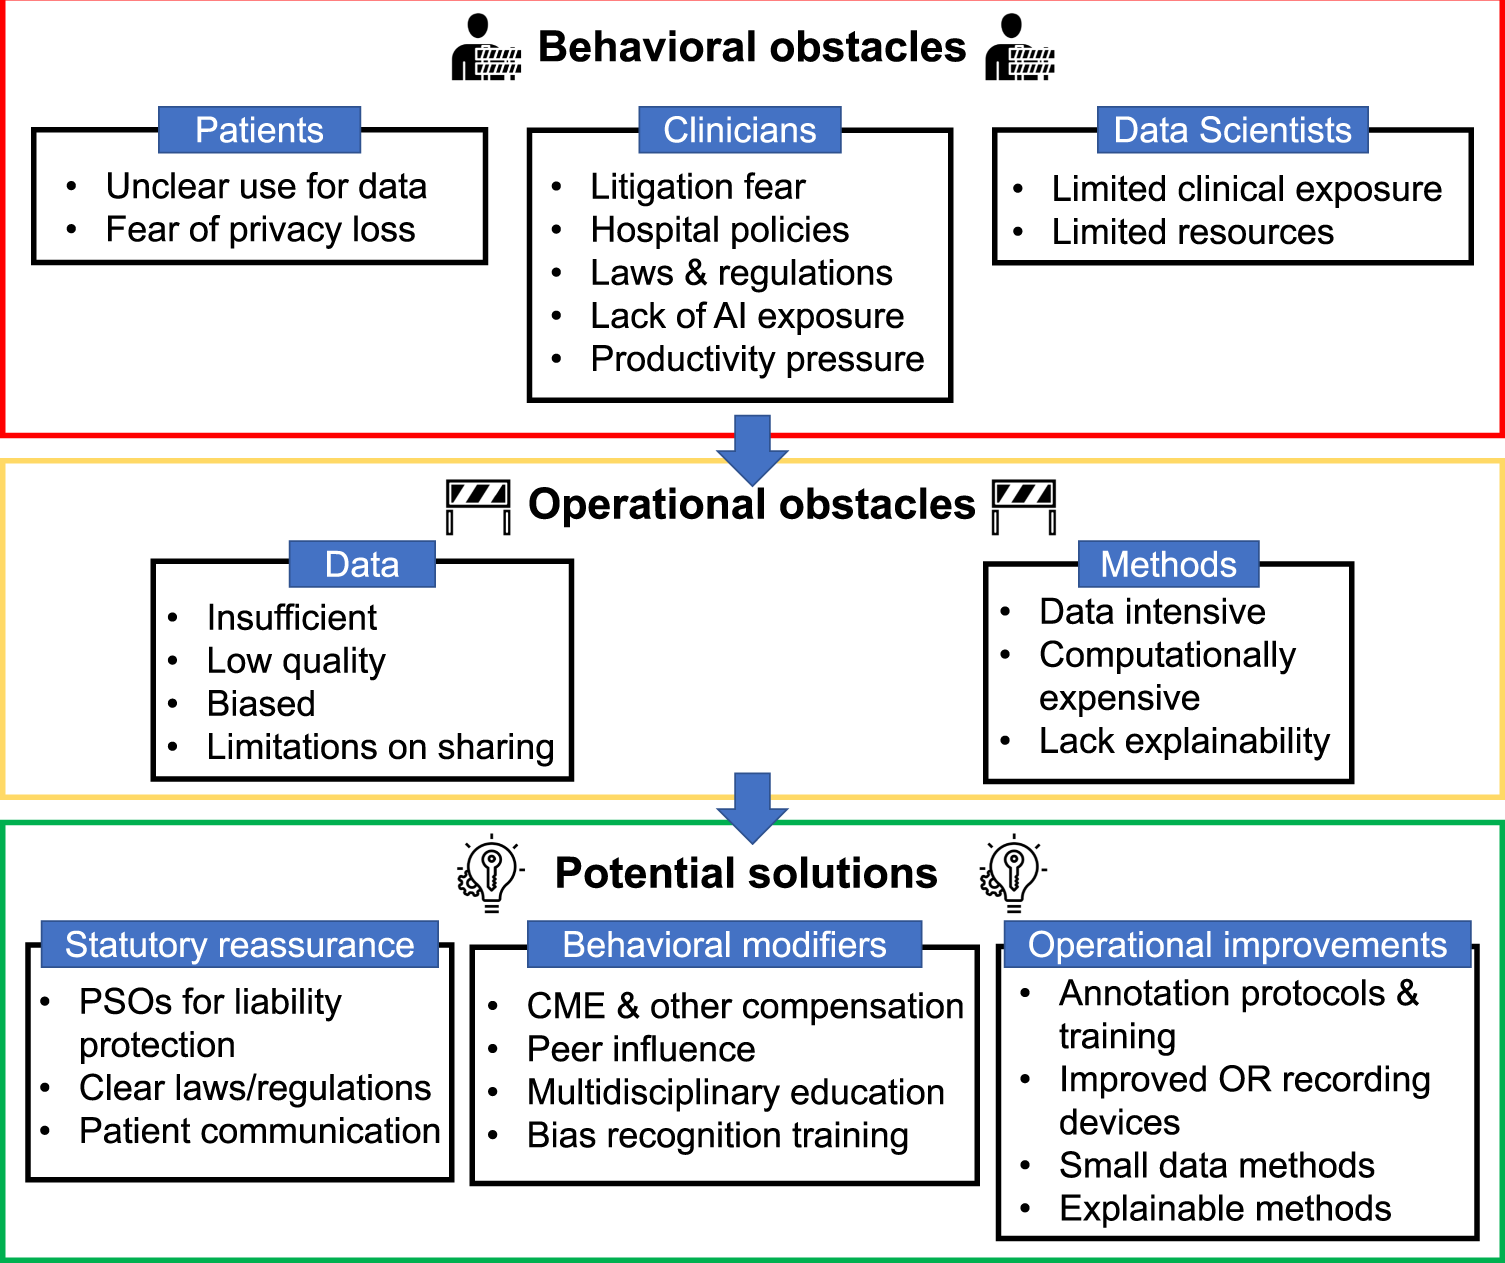 Behavioral obstacles
Patients
• Unclear use for data
• Fear of privacy loss
Clinicians
• Litigation fear
• Hospital policies
• Laws & regulations
• Lack of AI exposure
• Productivity pressure
Data Scientists
• Limited clinical exposure
• Limited resources
Operational obstacles
Data
• Insufficient
• Low quality
• Biased
• Limitations on sharing
Methods
• Data intensive
• Computationally
expensive
• Lack explainability
Potential solutions
Statutory reassurance
• PSOs for liability
protection
• Clear laws/regulations
• Patient communication
Behavioral modifiers
• CME & other compensation
• Peer influence
• Multidisciplinary education
• Bias recognition training
Operational improvements
• Annotation protocols &
training
• Improved OR recording
devices
• Small data methods
• Explainable methods